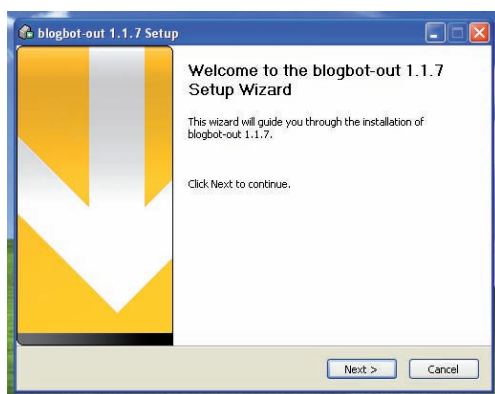 blogbot-out 1.1.7 Setup
Welcome to the blogbot-out 1.1.7
Setup Wizard
This wizard will guide you through the installation of
blogbot-out 1.1.7.
Click Next to continue.
Next >
Cancel